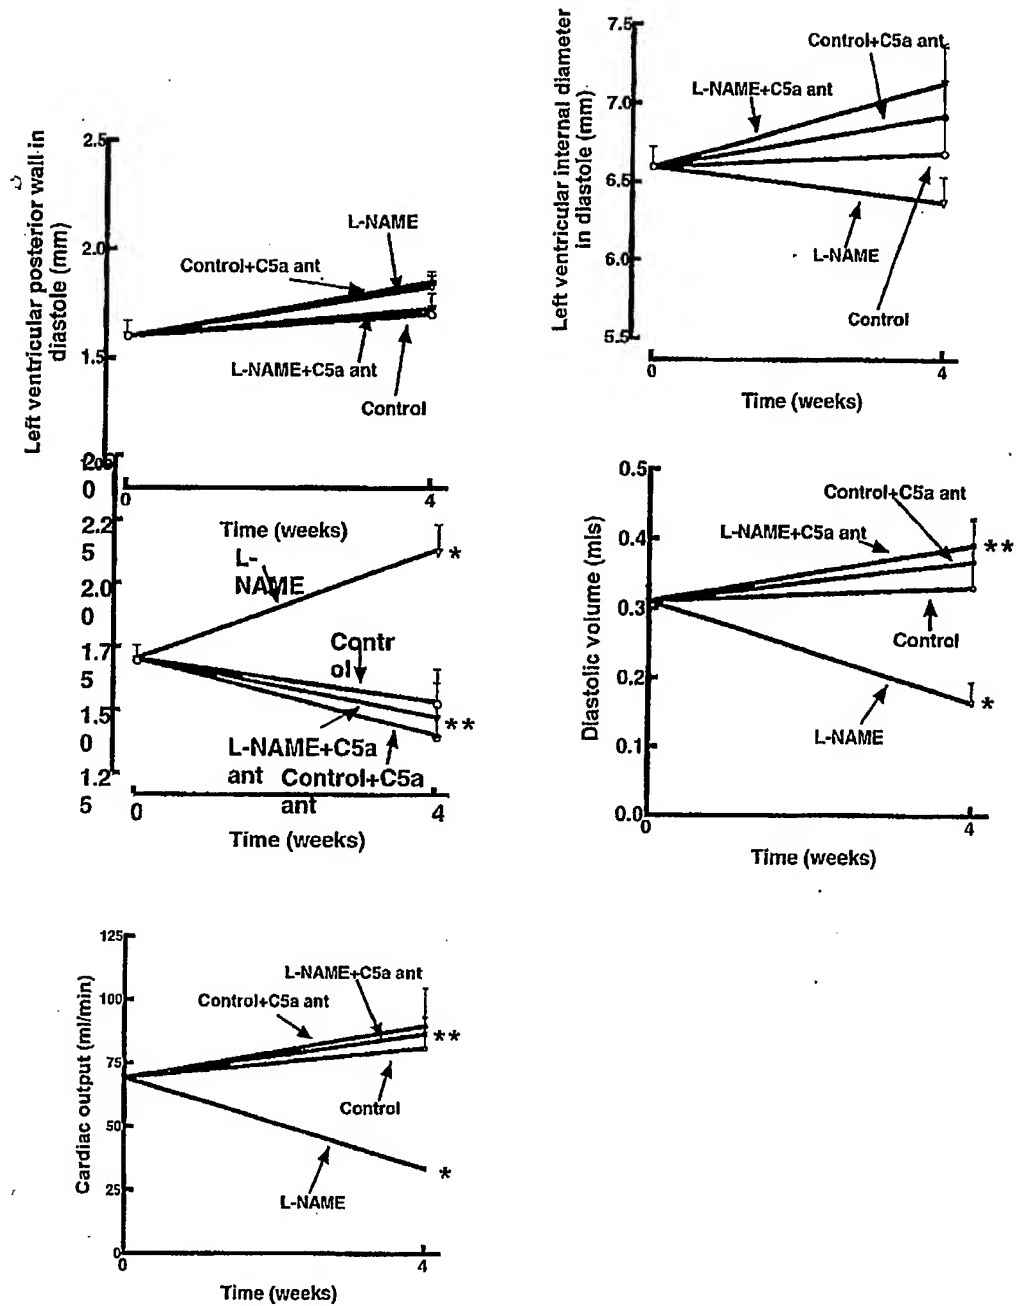 Left ventricular posterior wall in
diastole (mm)
2.5
2.0
1.5
L-NAME
Control+C5a ant
L-NAME+C5a ant
Control
0
4
Time (weeks)
Left ventricular internal diameter
in diastole (mm)
7.5
7.0
6.5
6.0
5.5
Control+C5a ant
L-NAME+C5a ant
L-NAME
Control
0
4
Time (weeks)
0
2.2
5
2.0
0
1.7
5
1.5
0
1.2
5
L-
NAME
*
Contr
ol
**
L-NAME+C5a
ant
Control+C5a
ant
0
4
Time (weeks)
Diastolic volume (mls)
0.5
0.4
0.3
0.2
0.1
0.0
Control+C5a ant
L-NAME+C5a ant
**
Control
*
L-NAME
0
4
Time (weeks)
Cardiac output (ml/min)
125
100
75
50
25
0
L-NAME+C5a ant
Control+C5a ant
**
Control
*
L-NAME
0
4
Time (weeks)